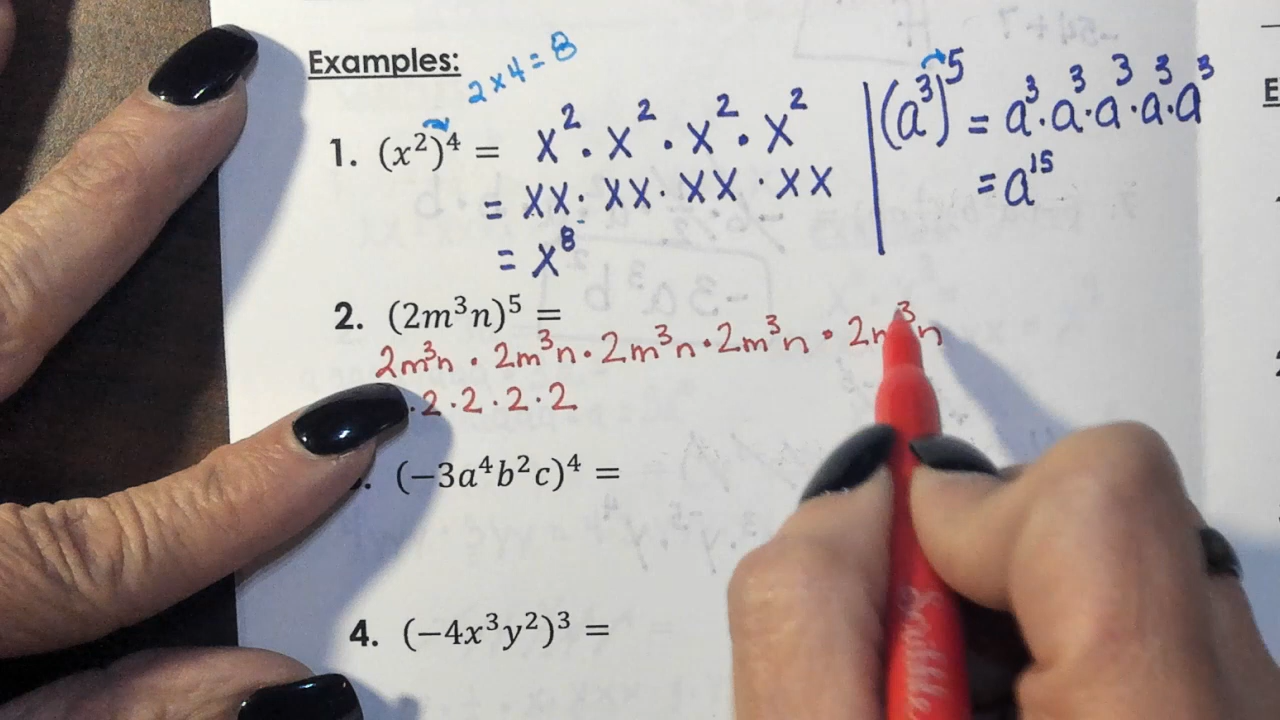 Examples:
2 x 4 = 8
1. (x²)⁴ = x² · x² · x² · x²
= xx · xx · xx · xx
= x⁸
(a³)⁵ = a³ · a³ · a³ · a³ · a³
= a¹⁵
2. (2m³n)⁵ =
2m³n · 2m³n · 2m³n · 2m³n · 2m³n
· 2 · 2 · 2 · 2
(−3a⁴b²c)⁴ =
4. (−4x³y²)³ =